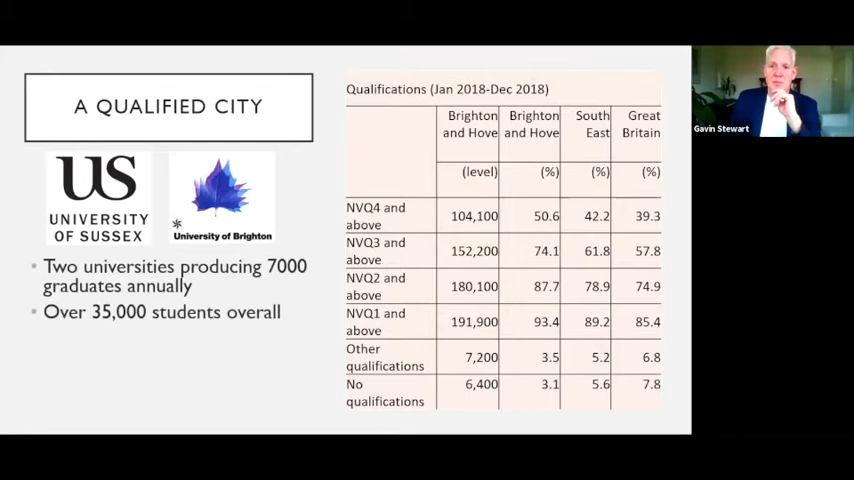 A QUALIFIED CITY
US
UNIVERSITY
OF SUSSEX
University of Brighton
• Two universities producing 7000
graduates annually
• Over 35,000 students overall
Qualifications (Jan 2018-Dec 2018)
Brighton and Hove Brighton and Hove South East Great Britain
(level) (%) (%) (%)
NVQ4 and above 104,100 50.6 42.2 39.3
NVQ3 and above 152,200 74.1 61.8 57.8
NVQ2 and above 180,100 87.7 78.9 74.9
NVQ1 and above 191,900 93.4 89.2 85.4
Other qualifications 7,200 3.5 5.2 6.8
No qualifications 6,400 3.1 5.6 7.8
Gavin Stewart